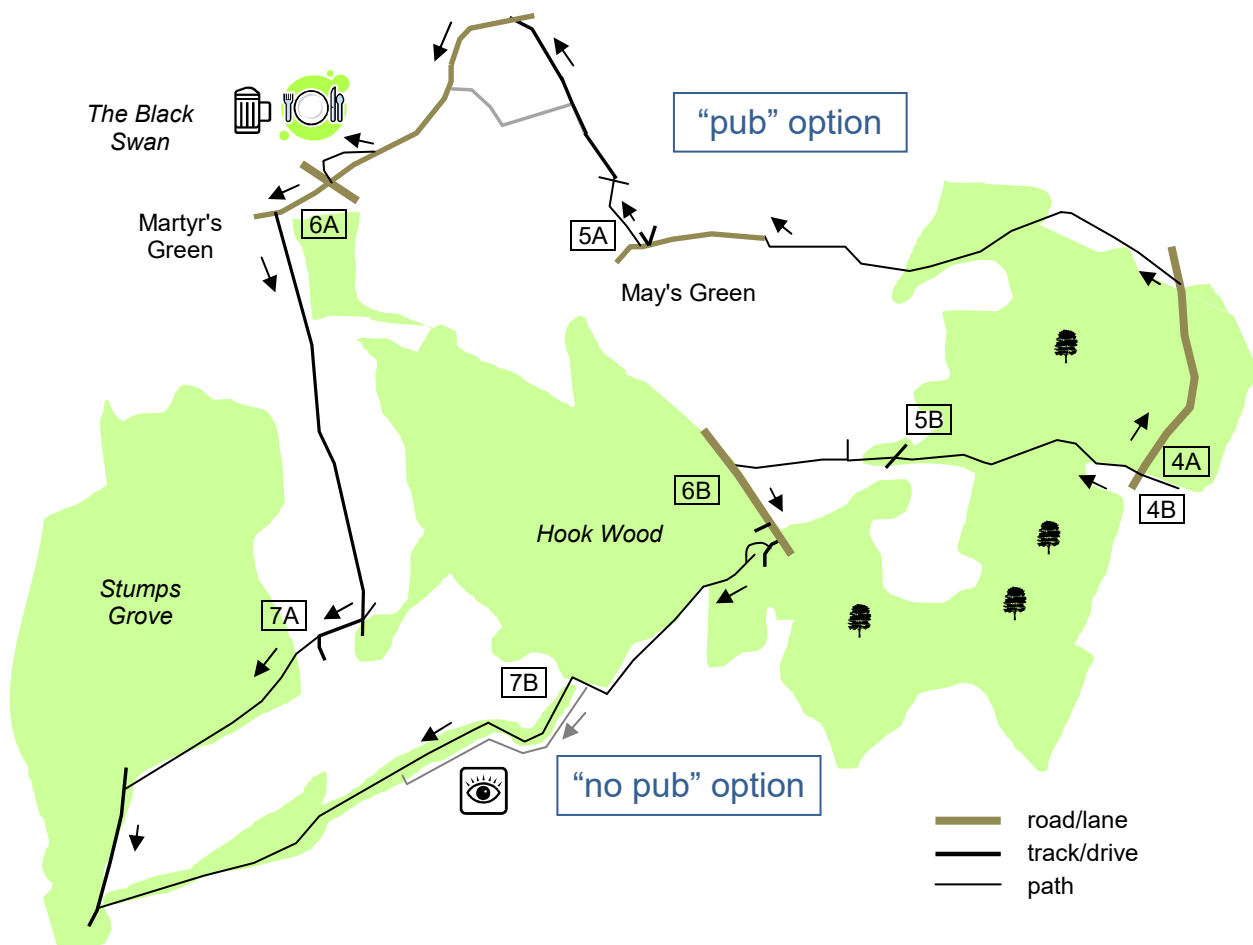 The Black
Swan
“pub” option
Martyr's
Green
6A
5A
May's Green
5B
4A
6B
4B
Hook Wood
Stumps
Grove
7A
7B
“no pub” option
road/lane
track/drive
path